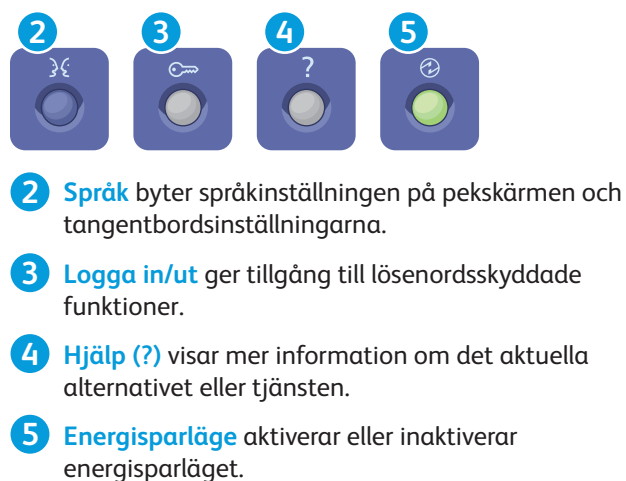 2 3 4 5
?
2 Språk byter språkinställningen på pekskärmen och
tangentbordsinställningarna.
3 Logga in/ut ger tillgång till lösenordsskyddade
funktioner.
4 Hjälp (?) visar mer information om det aktuella
alternativet eller tjänsten.
5 Energisparläge aktiverar eller inaktiverar
energisparläget.